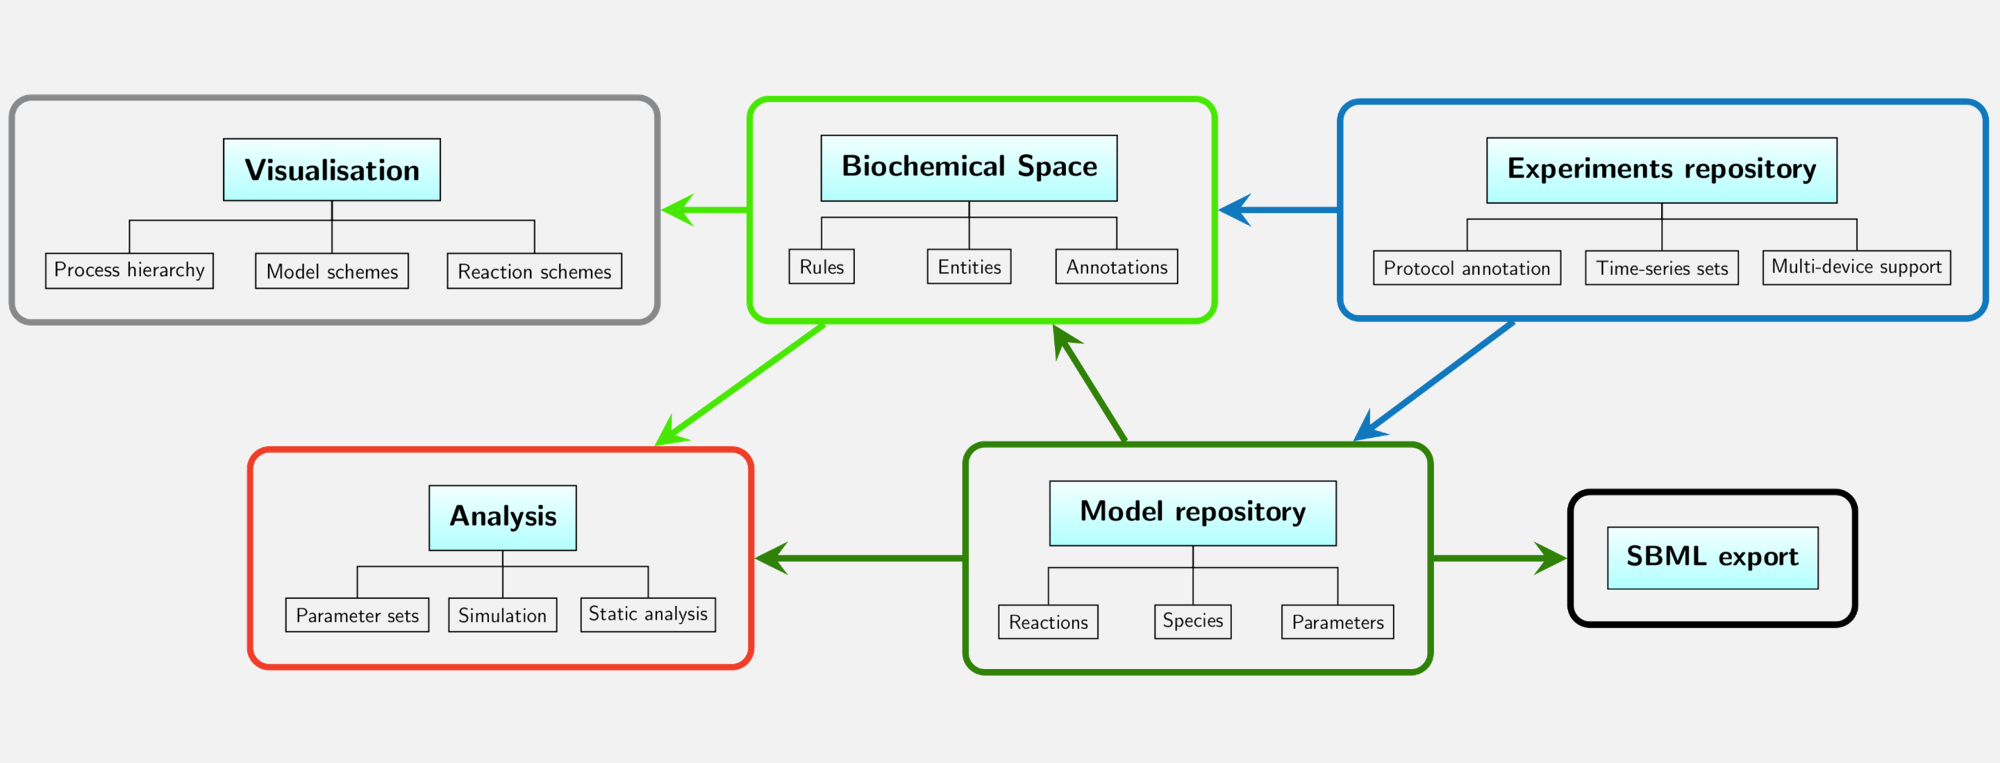 Visualisation
Process hierarchy
Model schemes
Reaction schemes
Biochemical Space
Rules
Entities
Annotations
Experiments repository
Protocol annotation
Time-series sets
Multi-device support
Analysis
Parameter sets
Simulation
Static analysis
Model repository
Reactions
Species
Parameters
SBML export